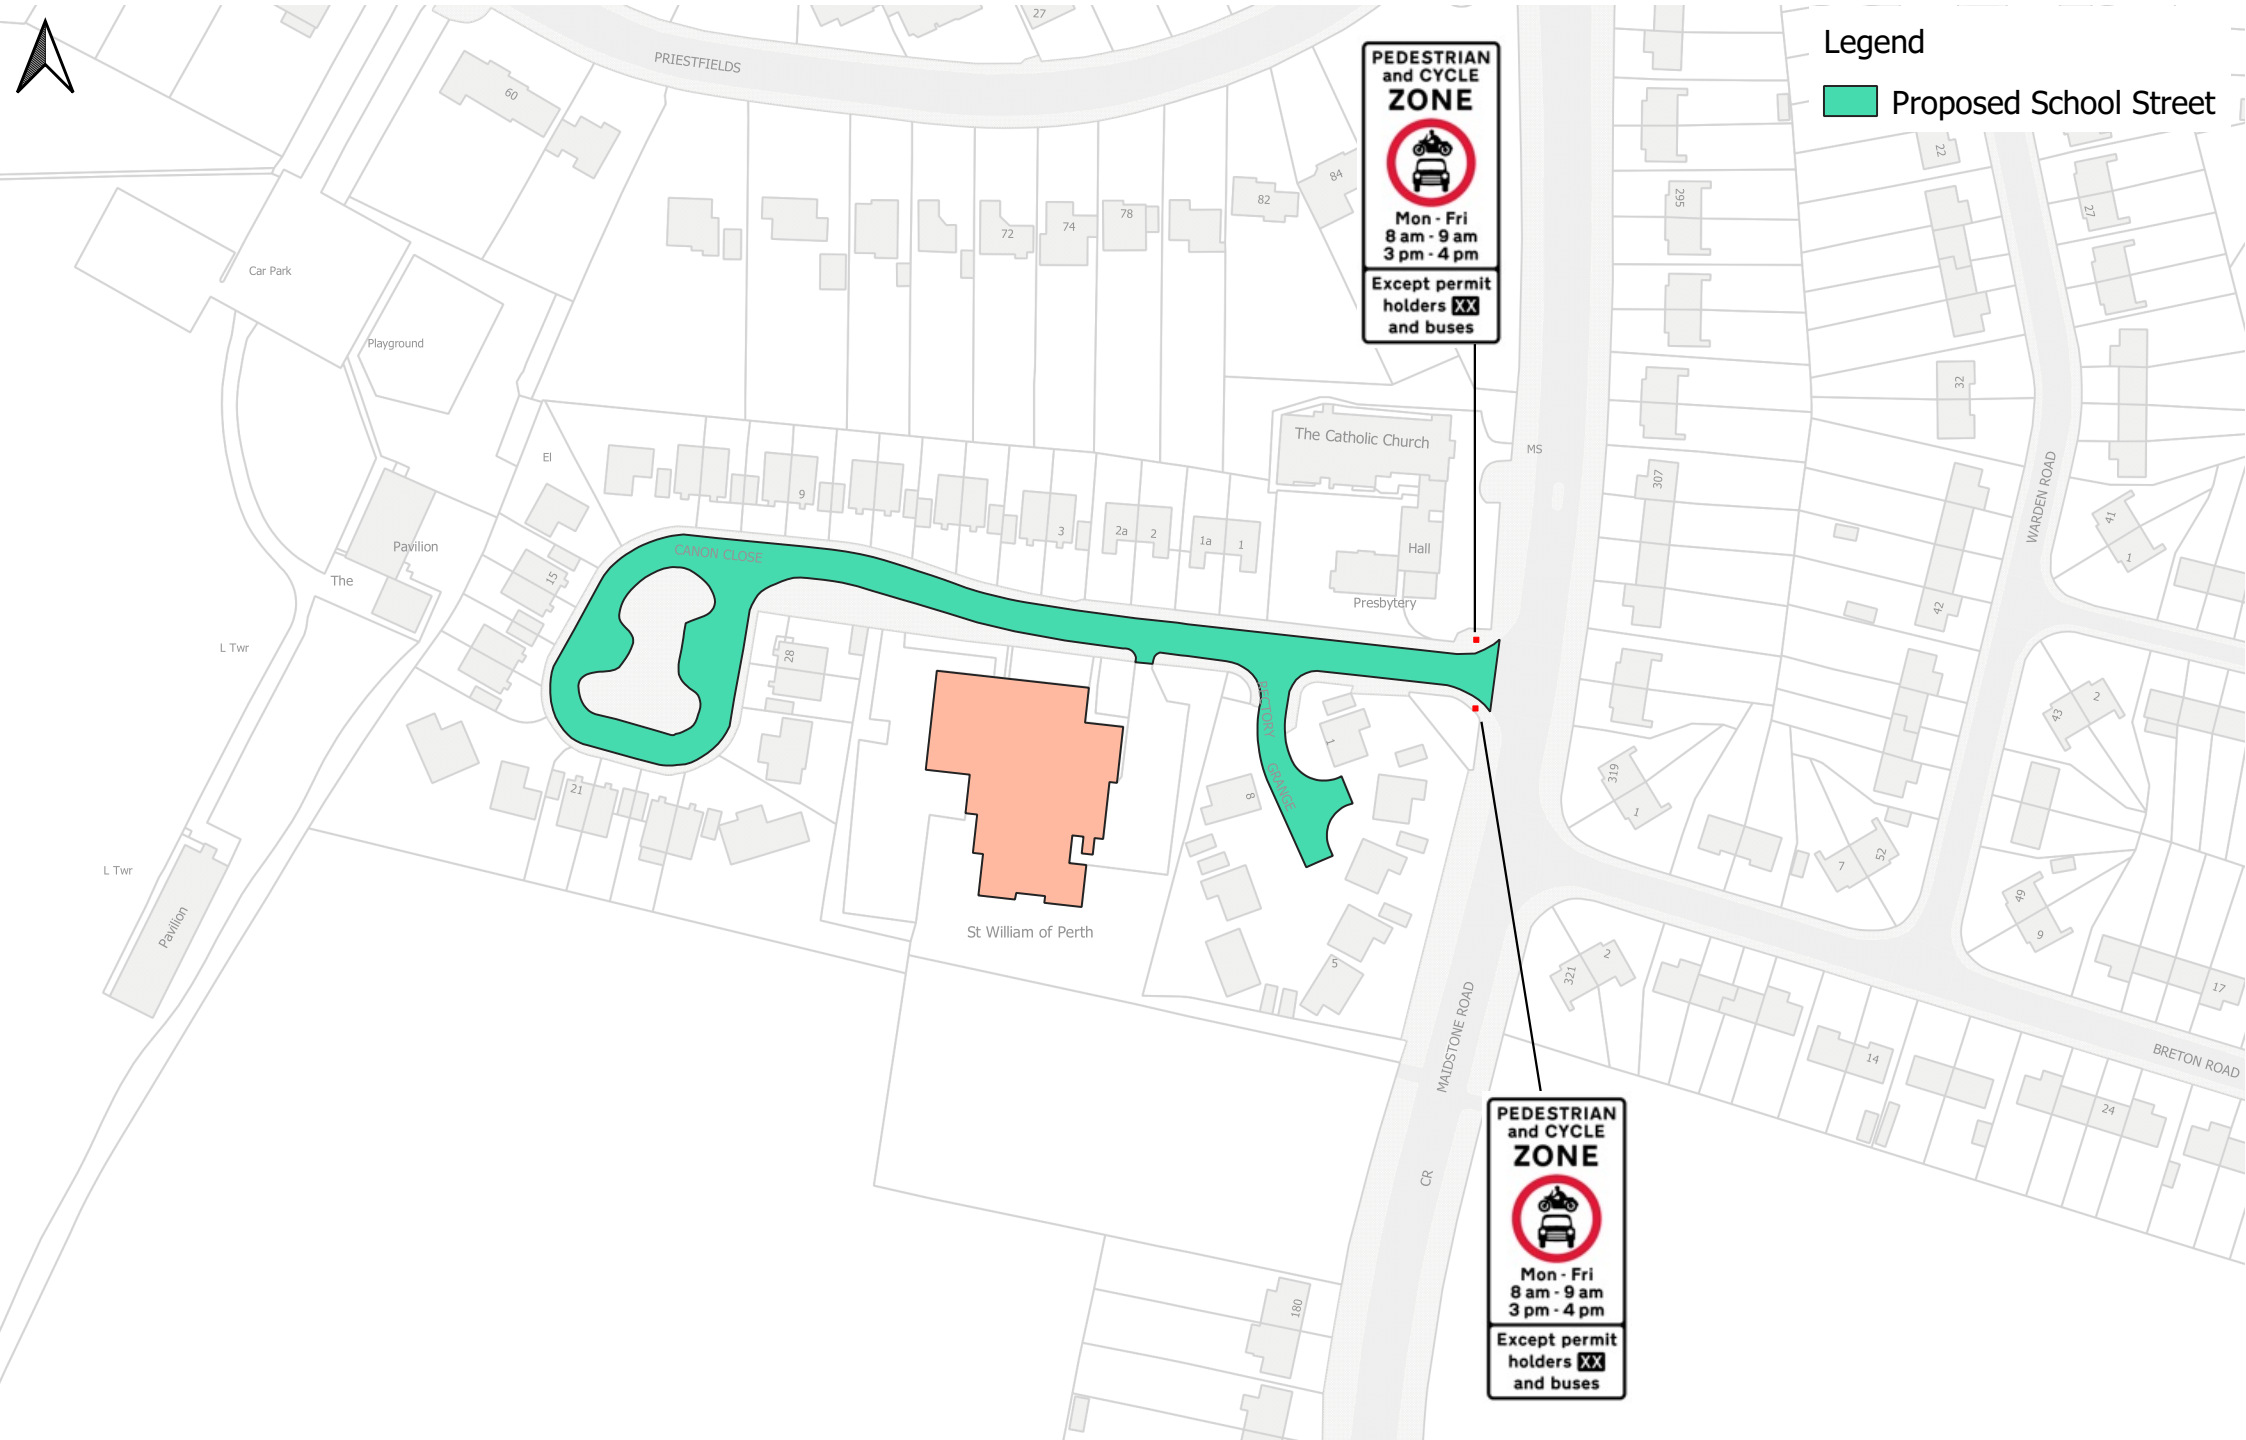 Legend
Proposed School Street
PEDESTRIAN
and CYCLE
ZONE
Mon - Fri
8 am - 9 am
3 pm - 4 pm
Except permit
holders XX
and buses
PRIESTFIELDS
27
60
84
82
78
74
72
295
22
27
32
Car Park
Playground
The Catholic Church
MS
307
WARDEN ROAD
41
1
El
9
3
2a
2
1a
1
Hall
Presbytery
Pavilion
The
15
CANON CLOSE
42
L Twr
28
RECTORY
GRANGE
1
8
43
2
319
1
21
7
52
L Twr
Pavilion
St William of Perth
5
49
9
321
2
17
MAIDSTONE ROAD
14
BRETON ROAD
24
CR
180
PEDESTRIAN
and CYCLE
ZONE
Mon - Fri
8 am - 9 am
3 pm - 4 pm
Except permit
holders XX
and buses